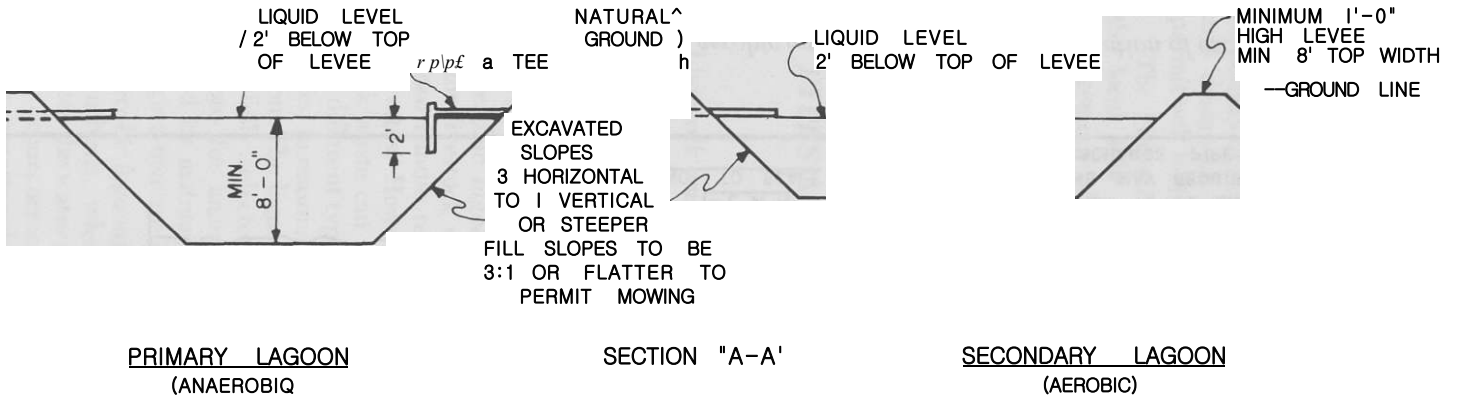 LIQUID LEVEL
/ 2' BELOW TOP
OF LEVEE
r p\p£ a TEE
NATURAL^
GROUND )
h
LIQUID LEVEL
2' BELOW TOP OF LEVEE
MINIMUM I'-0"
HIGH LEVEE
MIN 8' TOP WIDTH
—GROUND LINE
2'
MIN.
8'-0"
EXCAVATED
SLOPES
3 HORIZONTAL
TO I VERTICAL
OR STEEPER
FILL SLOPES TO BE
3:1 OR FLATTER TO
PERMIT MOWING
PRIMARY LAGOON
(ANAEROBIQ
SECTION "A-A'
SECONDARY LAGOON
(AEROBIC)